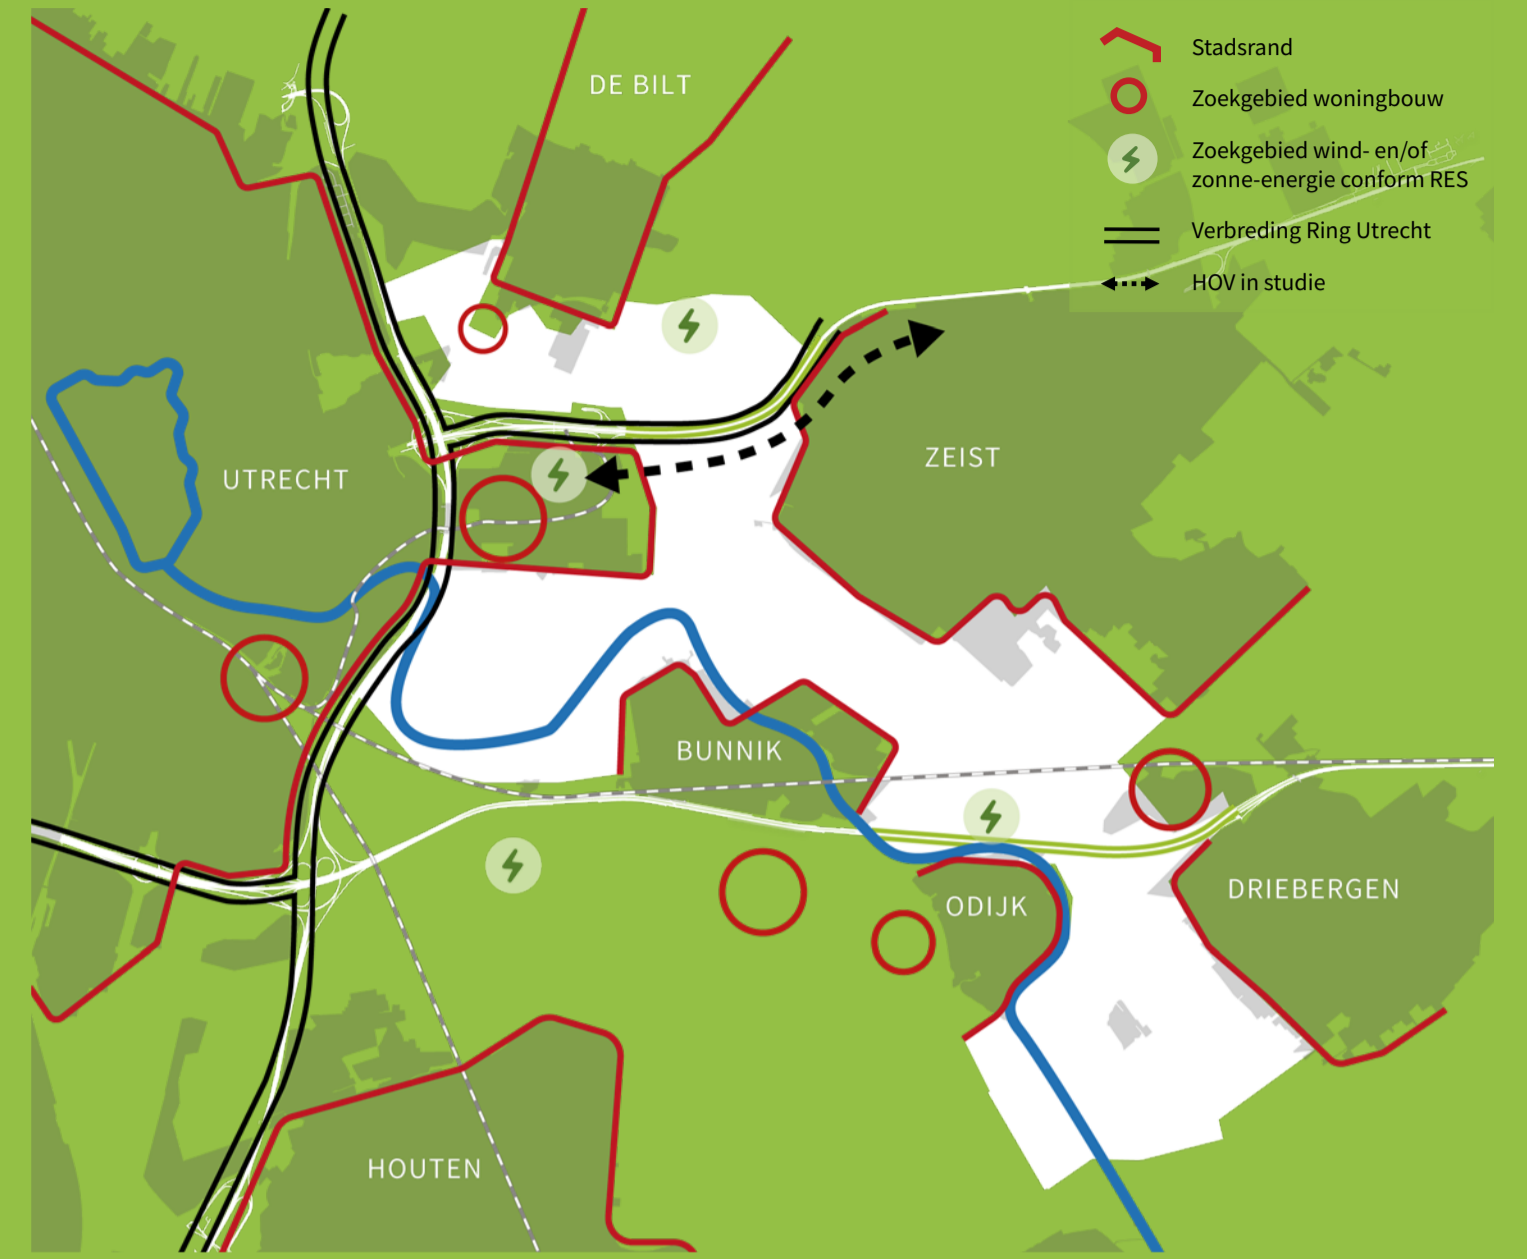 DE BILT
Stadsrand
Zoekgebied woningbouw
Zoekgebied wind- en/of
zonne-energie conform RES
Verbreding Ring Utrecht
HOV in studie
UTRECHT
ZEIST
BUNNIK
ODIJK
DRIEBERGEN
HOUTEN